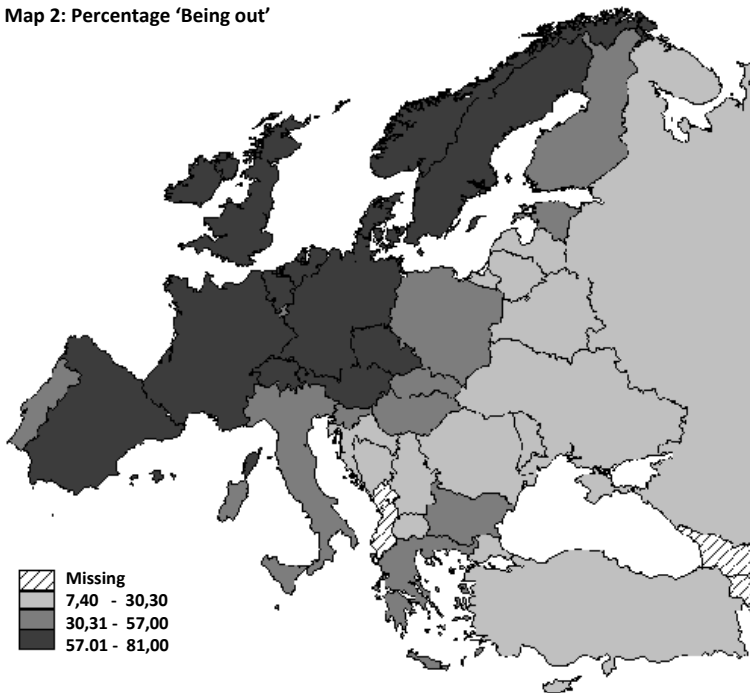 Map 2: Percentage ‘Being out’
Missing
7,40 - 30,30
30,31 - 57,00
57.01 - 81,00